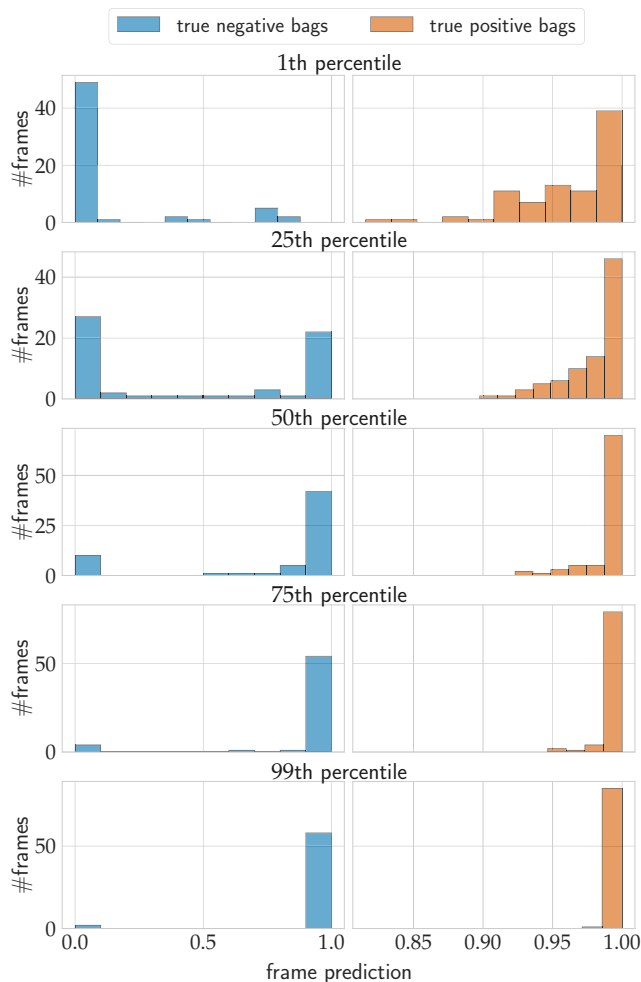 true negative bags true positive bags
1th percentile
#frames
40
20
0
25th percentile
#frames
40
20
0
50th percentile
#frames
50
25
0
75th percentile
#frames
50
0
99th percentile
#frames
50
0
0.0 0.5 1.0 0.85 0.90 0.95 1.00
frame prediction